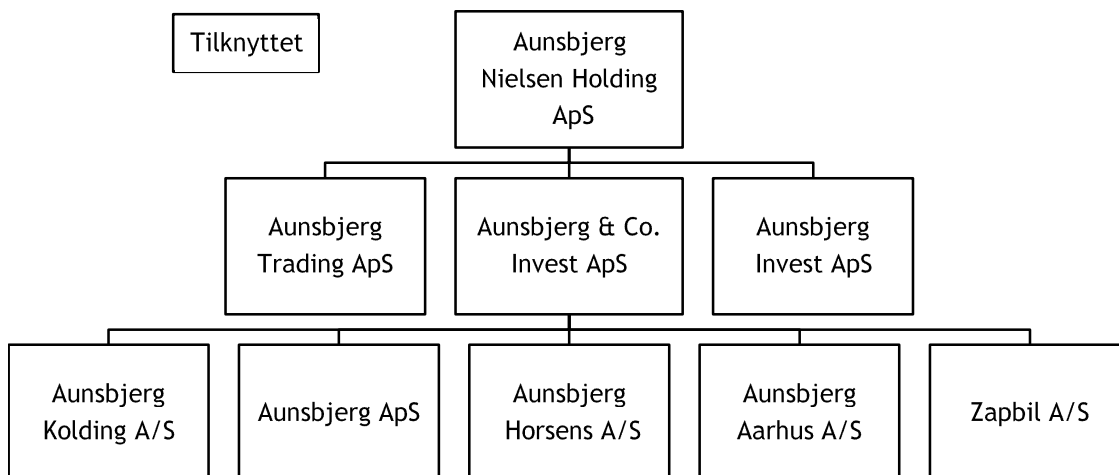 Tilknyttet
Aunsbjerg
Nielsen Holding
ApS
Aunsbjerg
Trading ApS
Aunsbjerg & Co.
Invest ApS
Aunsbjerg
Invest ApS
Aunsbjerg
Kolding A/S
Aunsbjerg ApS
Aunsbjerg
Horsens A/S
Aunsbjerg
Aarhus A/S
Zapbil A/S